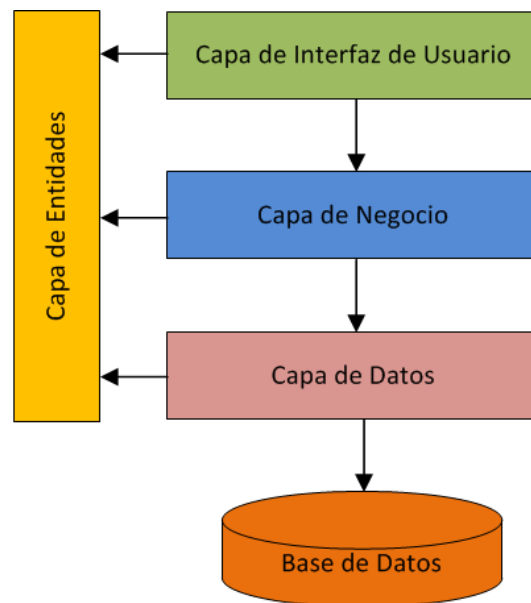 Capa de Interfaz de Usuario
Capa de Entidades
Capa de Negocio
Capa de Datos
Base de Datos